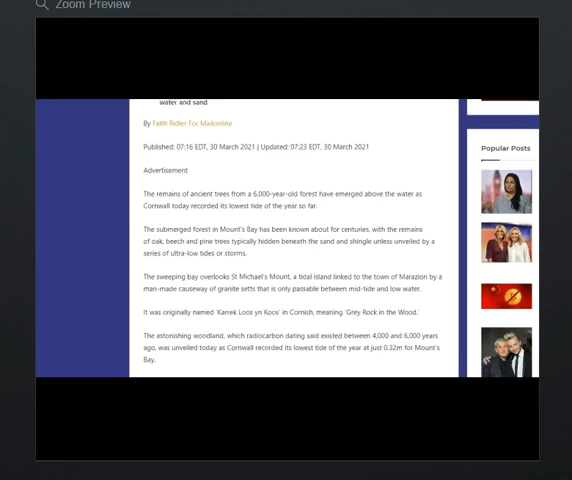 Zoom Preview
water and sand
By Faith Ridler For Mailonline
Published: 07:16 EDT, 30 March 2021 | Updated: 07:23 EDT, 30 March 2021
Advertisement
The remains of ancient trees from a 6,000-year-old forest have emerged above the water as
Cornwall today recorded its lowest tide of the year so far.
The submerged forest in Mount's Bay has been known about for centuries, with the remains
of oak, beech and pine trees typically hidden beneath the sand and shingle unless unveiled by a
series of ultra-low tides or storms.
The sweeping bay overlooks St Michael's Mount, a tidal island linked to the town of Marazion by a
man-made causeway of granite setts that is only passable between mid-tide and low water.
It was originally named 'Karrek Loos yn Koos' in Cornish, meaning 'Grey Rock in the Wood.'
The astonishing woodland, which radiocarbon dating said existed between 4,000 and 6,000 years
ago, was unveiled today as Cornwall recorded its lowest tide of the year at just 0.32m for Mount's
Bay.
Popular Posts